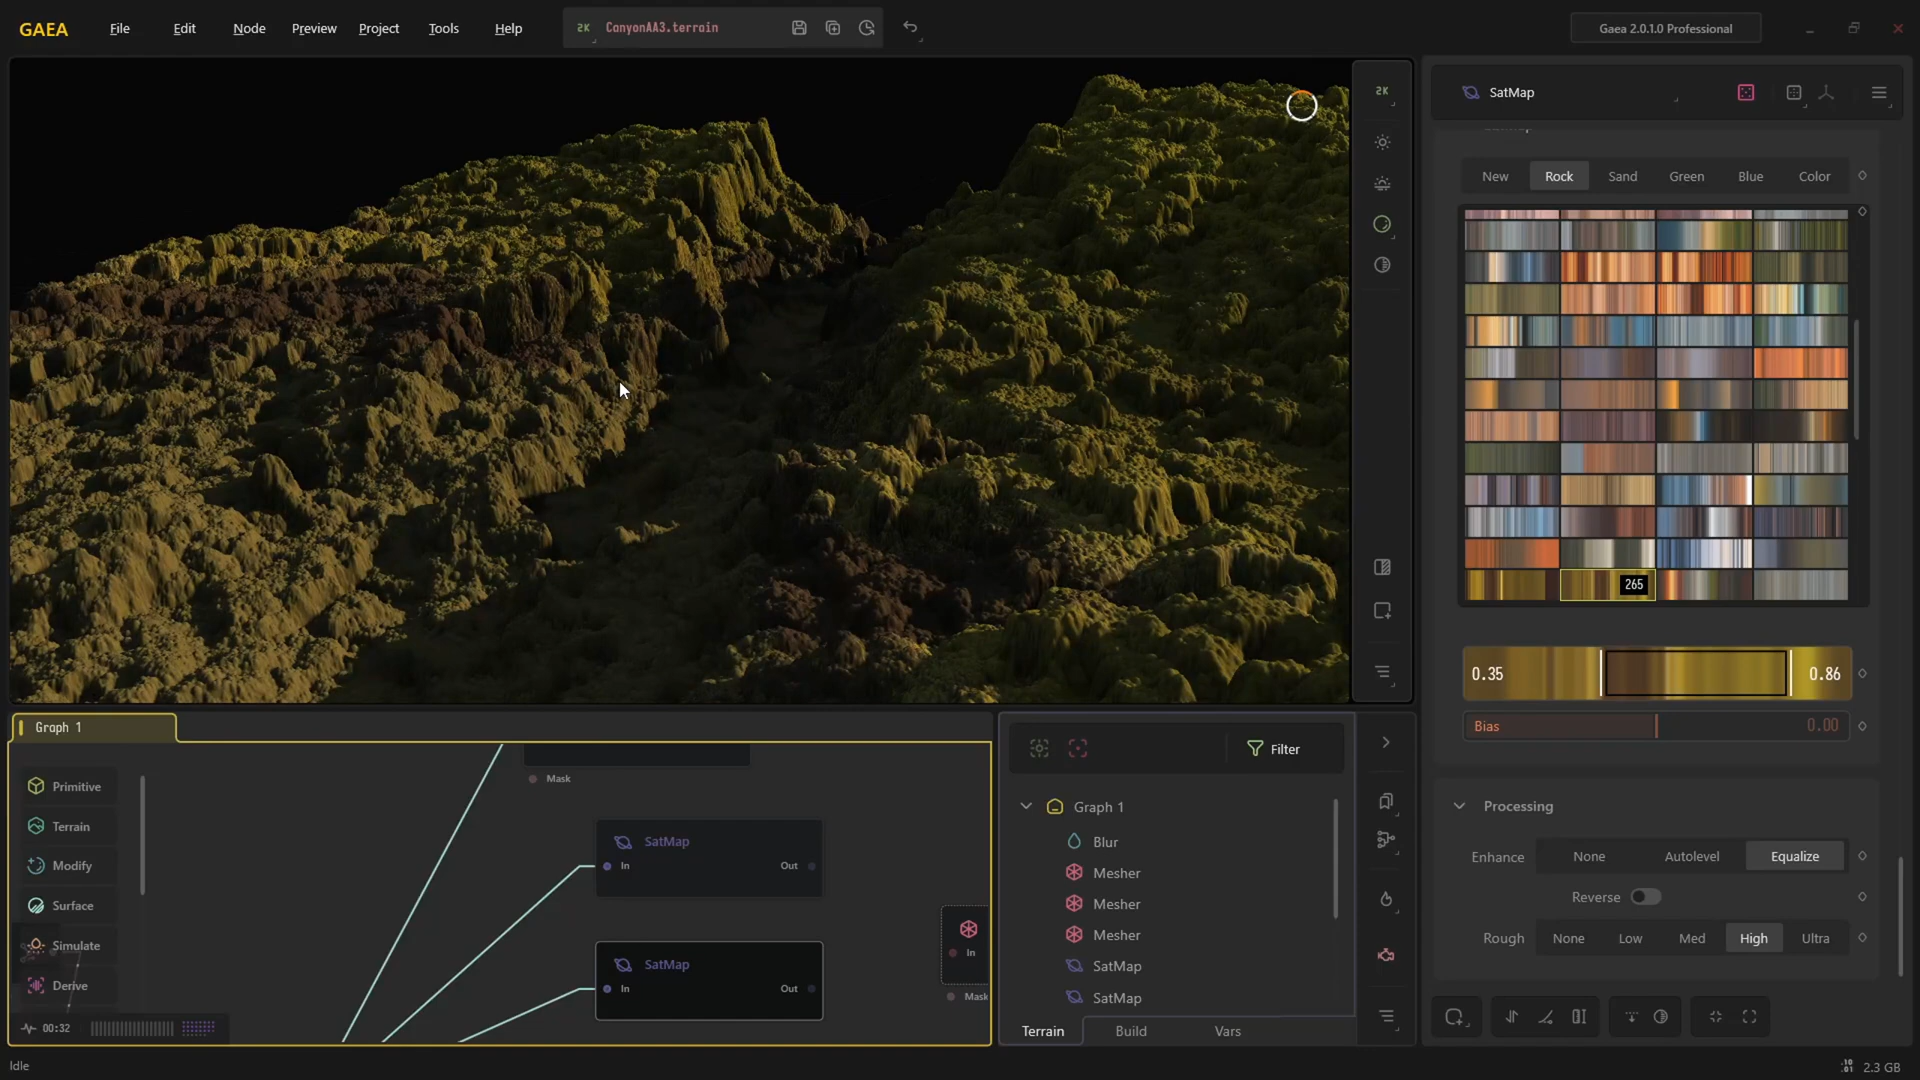 GAEA
File
Edit
Node
Preview
Project
Tools
Help
2K
CanyonAA3.terrain
Gaea 2.0.1.0 Professional
2K
SatMap
New
Rock
Sand
Green
Blue
Color
265
0.35
0.86
Bias
0.00
Processing
Enhance
None
Autolevel
Equalize
Reverse
Rough
None
Low
Med
High
Ultra
Graph 1
Primitive
Terrain
Modify
Surface
Simulate
Derive
00:32
Mask
SatMap
In
Out
SatMap
In
Out
In
Mask
Filter
Graph 1
Blur
Mesher
Mesher
Mesher
SatMap
SatMap
Terrain
Build
Vars
Idle
2.3 GB